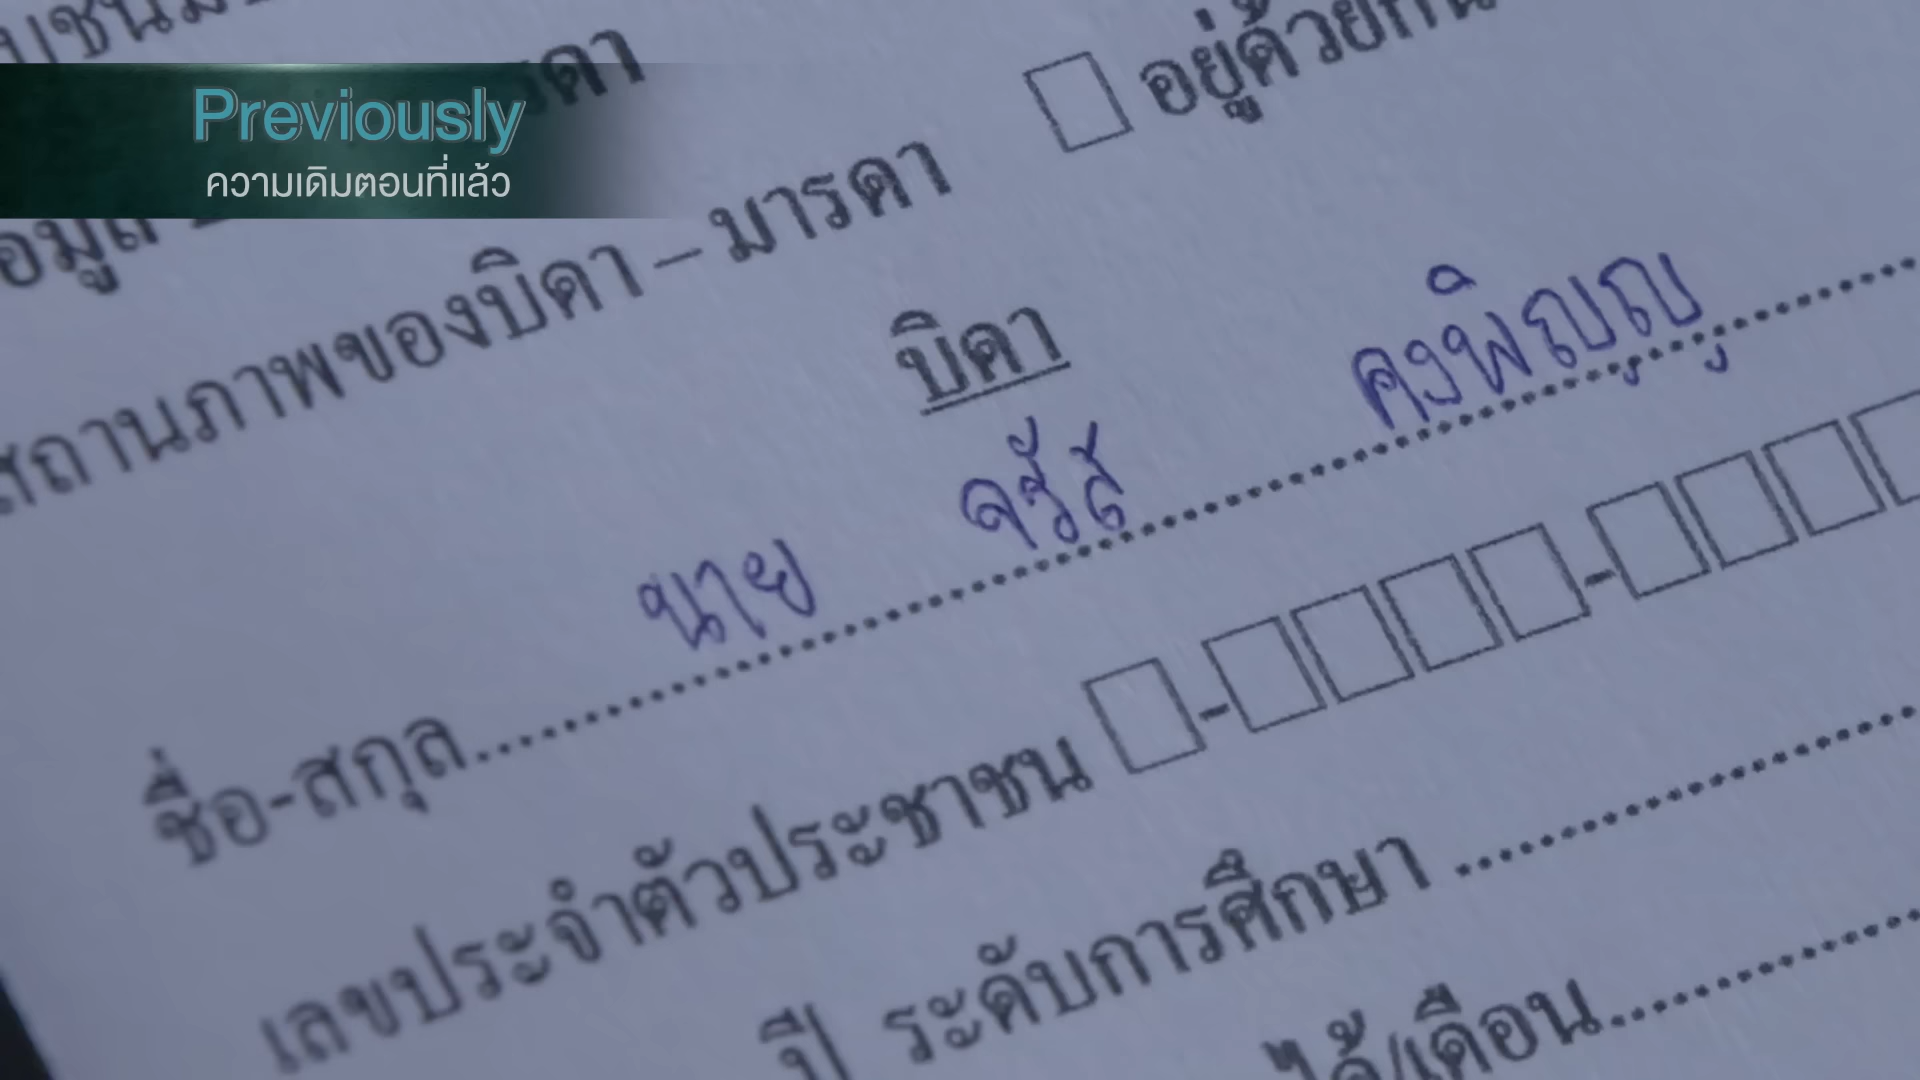 Previously
ความเดิมตอนที่แล้ว
สถานภาพของบิดา – มารดา
อยู่ด้วยกัน
บิดา
ชื่อ-สกุล นาย จรัส คงพิญญ
เลขประจำตัวประชาชน
ปี ระดับการศึกษา
ได้/เดือน